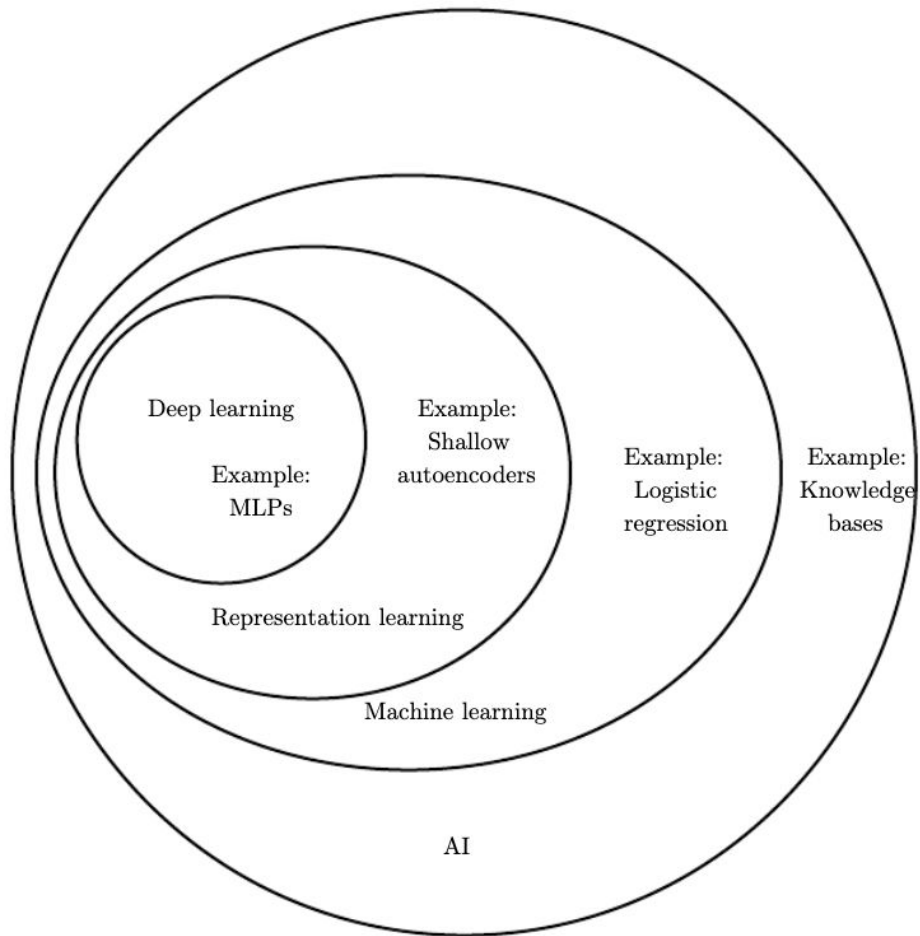 Deep learning
Example:
MLPs
Example:
Shallow
autoencoders
Example:
Logistic
regression
Example:
Knowledge
bases
Representation learning
Machine learning
AI